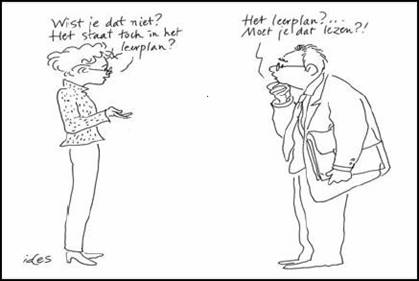 Wist je dat niet?
Het staat toch in het
leerplan?
Het leerplan?...
Moet je dat lezen?!
ides